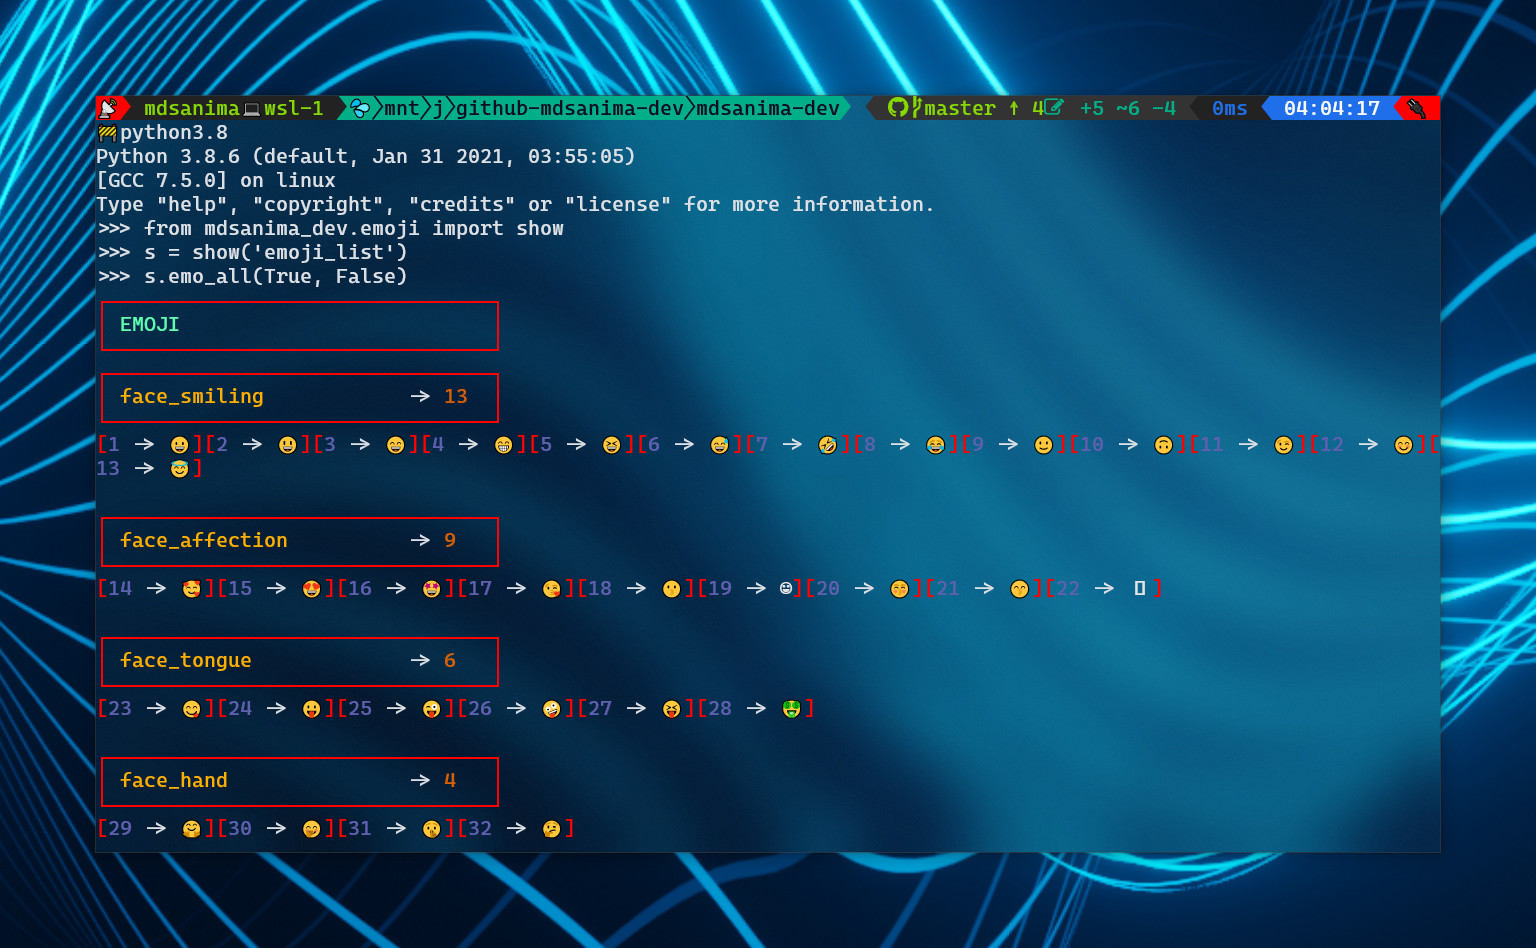 mdsanima💻wsl-1 mnt j github-mdsanima-dev mdsanima-dev master ↑ 4 +5 ~6 -4 0ms 04:04:17
🚧python3.8
Python 3.8.6 (default, Jan 31 2021, 03:55:05)
[GCC 7.5.0] on linux
Type "help", "copyright", "credits" or "license" for more information.
>>> from mdsanima_dev.emoji import show
>>> s = show('emoji_list')
>>> s.emo_all(True, False)
EMOJI
face_smiling → 13
[1 → 😀][2 → 😃][3 → 😄][4 → 😁][5 → 😆][6 → 😅][7 → 🤣][8 → 😂][9 → 🙂][10 → 🙃][11 → 😉][12 → 😊][
13 → 😇]
face_affection → 9
[14 → 🥰][15 → 😍][16 → 🤩][17 → 😘][18 → 😗][19 → ☺][20 → 😚][21 → 😙][22 → ▯]
face_tongue → 6
[23 → 😋][24 → 😛][25 → 😜][26 → 🤪][27 → 😝][28 → 🤑]
face_hand → 4
[29 → 🤗][30 → 🤭][31 → 🤫][32 → 🤔]